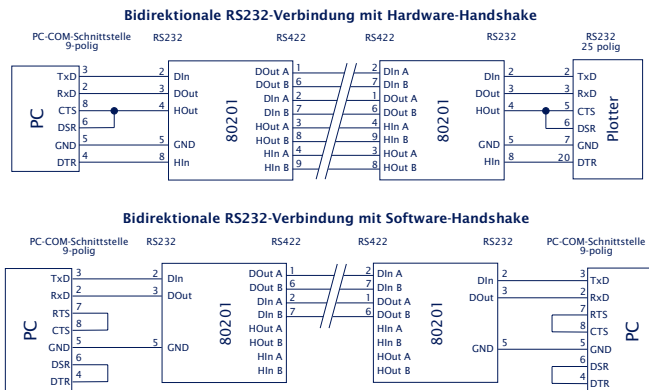 Bidirektionale RS232-Verbindung mit Hardware-Handshake
PC-COM-Schnittstelle RS232 RS422 RS422 RS232 RS232
9-polig 25 polig
TxD 3 2 DIn DOut A 1 2 DIn A DIn 2 2 TxD
DOut B 6 7 DIn B
RxD 2 3 DOut DIn A 2 1 DOut A DOut 3 3 RxD
DIn B 7 6 DOut B
CTS 8 4 HOut HOut A 3 4 HIn A HOut 4 5 CTS
DSR 6 HOut B 8 9 HIn B 6 DSR
GND 5 5 GND HIn A 4 3 HOut A GND 5 7 GND
DTR 4 8 HIn HIn B 9 8 HOut B HIn 8 20 DTR
PC 80201 80201 Plotter
Bidirektionale RS232-Verbindung mit Software-Handshake
PC-COM-Schnittstelle RS232 RS422 RS422 RS232 PC-COM-Schnittstelle
9-polig 9-polig
TxD 3 2 DIn DOut A 1 2 DIn A DIn 2 3 TxD
RxD 2 3 DOut DOut B 6 7 DIn B DOut 3 2 RxD
RTS 7 DIn A 2 1 DOut A 7 RTS
DIn B 7 6 DOut B
CTS 8 HOut A HIn A 8 CTS
GND 5 5 GND HOut B HIn B GND 5 5 GND
DSR 6 HIn A HOut A 6 DSR
DTR 4 HIn B HOut B 4 DTR
PC 80201 80201 PC